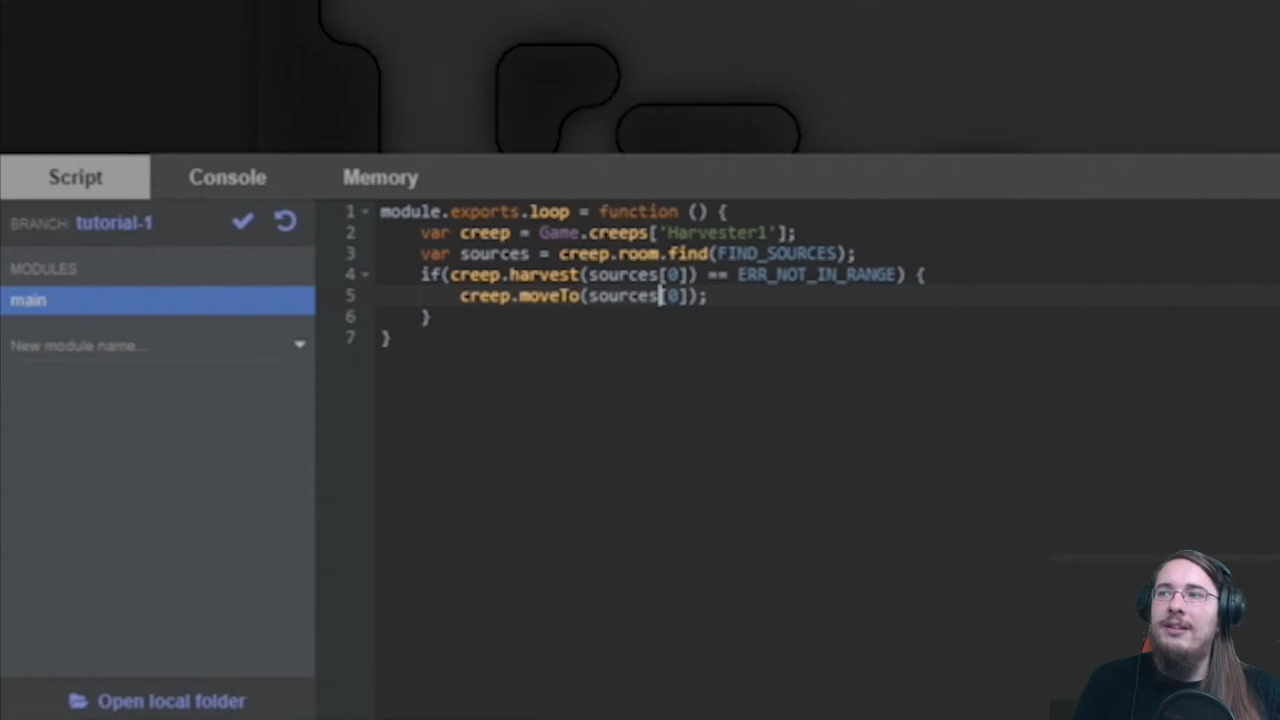 Script
Console
Memory
BRANCH: tutorial-1
MODULES
main
New module name...
Open local folder
1 module.exports.loop = function () {
2 var creep = Game.creeps['Harvester1'];
3 var sources = creep.room.find(FIND_SOURCES);
4 if(creep.harvest(sources[0]) == ERR_NOT_IN_RANGE) {
5 creep.moveTo(sources[0]);
6 }
7 }